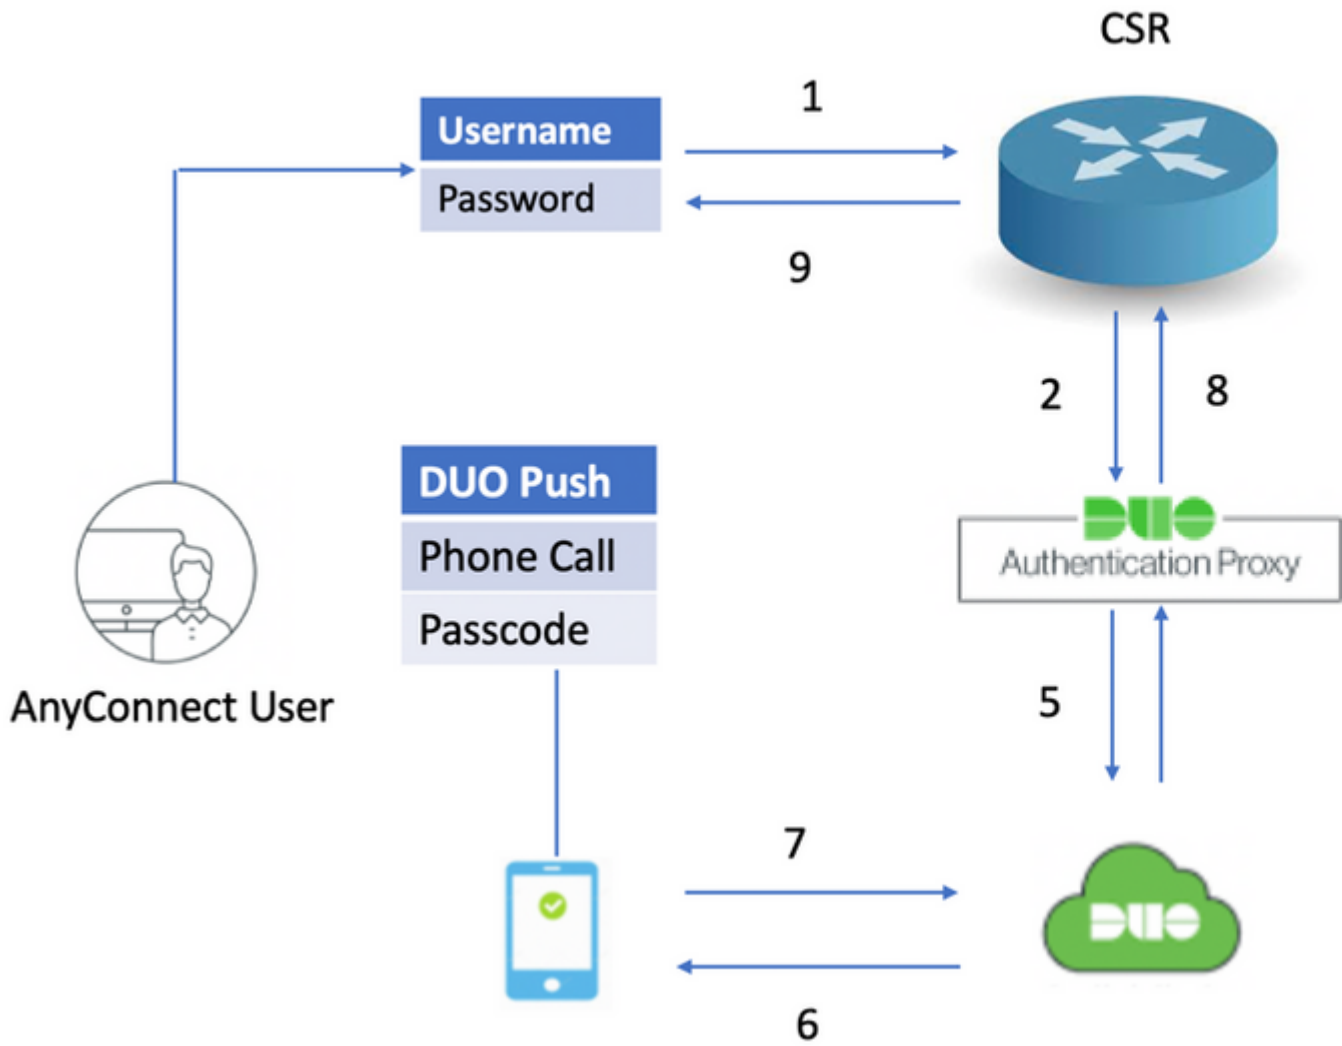 CSR
1
Username
Password
9
2
8
DUO Push
Phone Call
Passcode
DUO
Authentication Proxy
AnyConnect User
5
7
DUO
6